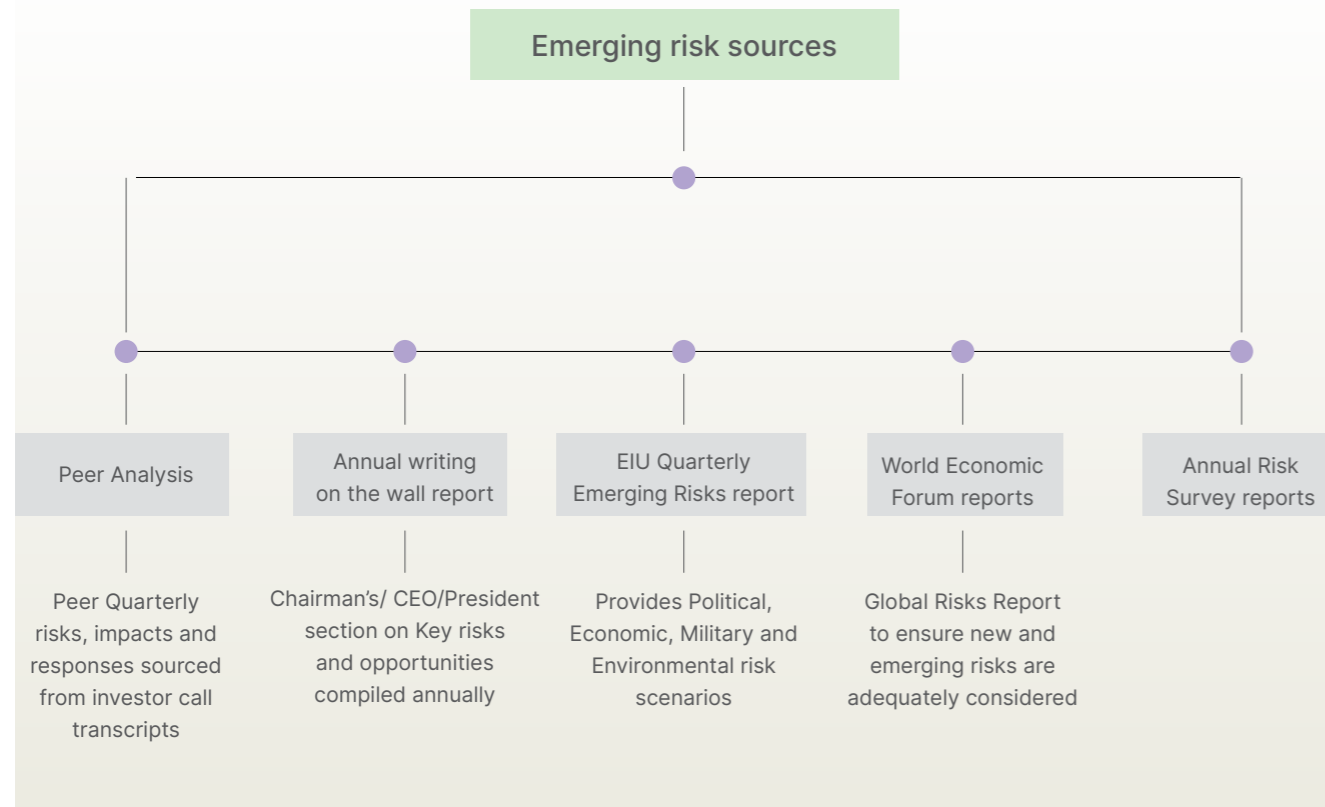 Emerging risk sources
Peer Analysis
Annual writing
on the wall report
EIU Quarterly
Emerging Risks report
World Economic
Forum reports
Annual Risk
Survey reports
Peer Quarterly
risks, impacts and
responses sourced
from investor call
transcripts
Chairman’s/ CEO/President
section on Key risks
and opportunities
compiled annually
Provides Political,
Economic, Military and
Environmental risk
scenarios
Global Risks Report
to ensure new and
emerging risks are
adequately considered